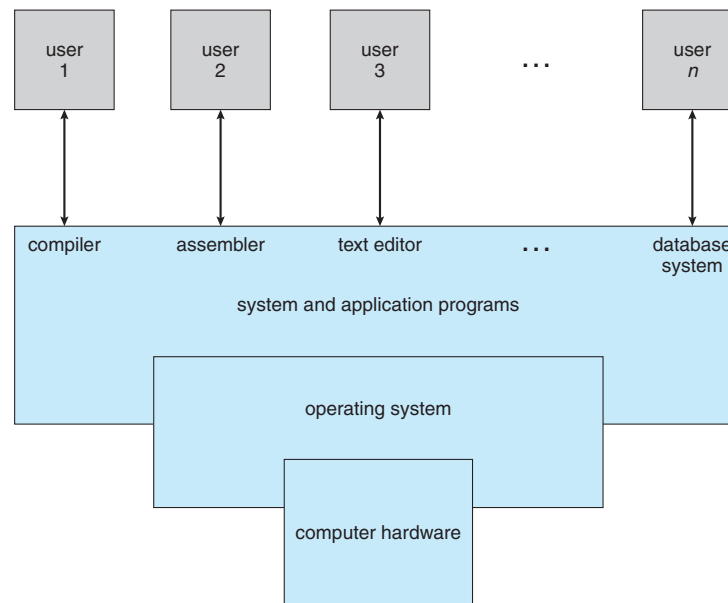 user
1
user
2
user
3
...
user
n
compiler
assembler
text editor
...
database
system
system and application programs
operating system
computer hardware